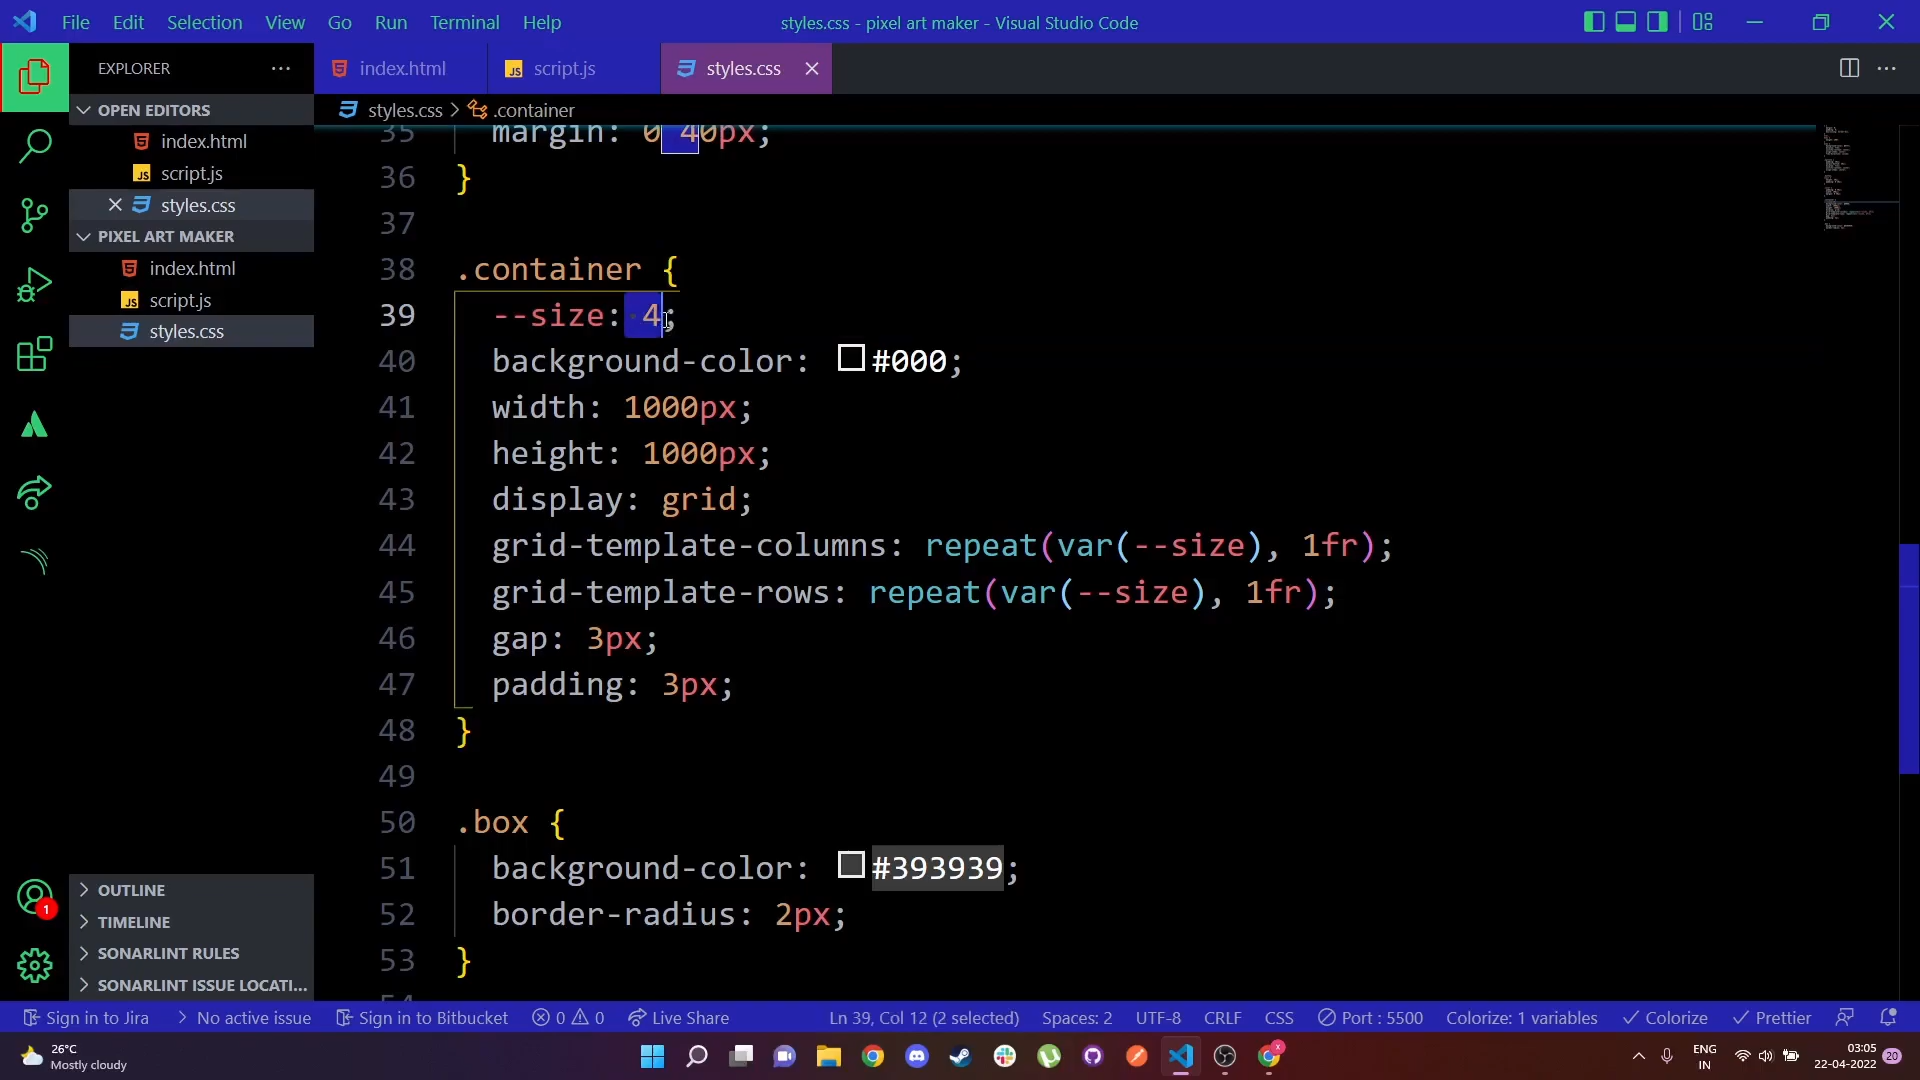 File Edit Selection View Go Run Terminal Help
styles.css - pixel art maker - Visual Studio Code
EXPLORER
OPEN EDITORS
index.html
script.js
styles.css
PIXEL ART MAKER
index.html
script.js
styles.css
OUTLINE
TIMELINE
SONARLINT RULES
SONARLINT ISSUE LOCATI...
index.html
script.js
styles.css
styles.css > .container
35 margin: 0 40px;
36 }
37
38 .container {
39 --size: 4;
40 background-color: #000;
41 width: 1000px;
42 height: 1000px;
43 display: grid;
44 grid-template-columns: repeat(var(--size), 1fr);
45 grid-template-rows: repeat(var(--size), 1fr);
46 gap: 3px;
47 padding: 3px;
48 }
49
50 .box {
51 background-color: #393939;
52 border-radius: 2px;
53 }
54
1
Sign in to Jira No active issue Sign in to Bitbucket 0 0 Live Share Ln 39, Col 12 (2 selected) Spaces: 2 UTF-8 CRLF CSS Port : 5500 Colorize: 1 variables Colorize Prettier
26°C
Mostly cloudy
ENG
IN
03:05
22-04-2022
20